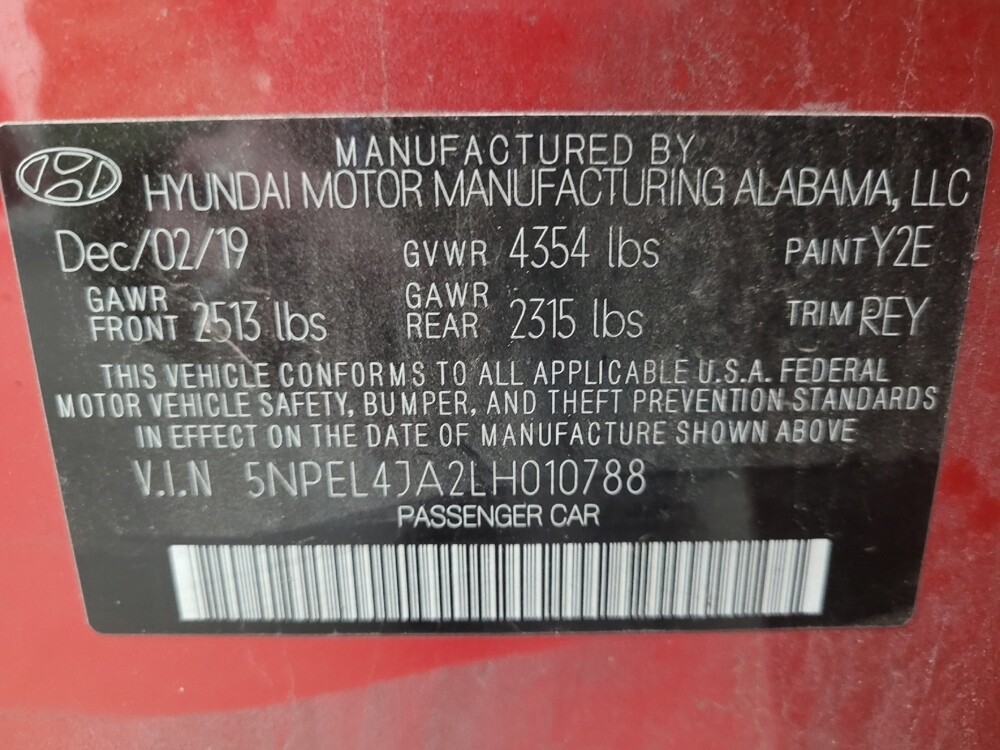 MANUFACTURED BY
HYUNDAI MOTOR MANUFACTURING ALABAMA, LLC
Dec/02/19 GVWR 4354 lbs PAINT Y2E
GAWR FRONT 2513 lbs GAWR REAR 2315 lbs TRIM REY
THIS VEHICLE CONFORMS TO ALL APPLICABLE U.S.A. FEDERAL
MOTOR VEHICLE SAFETY, BUMPER, AND THEFT PREVENTION STANDARDS
IN EFFECT ON THE DATE OF MANUFACTURE SHOWN ABOVE
V.I.N 5NPEL4JA2LH010788
PASSENGER CAR